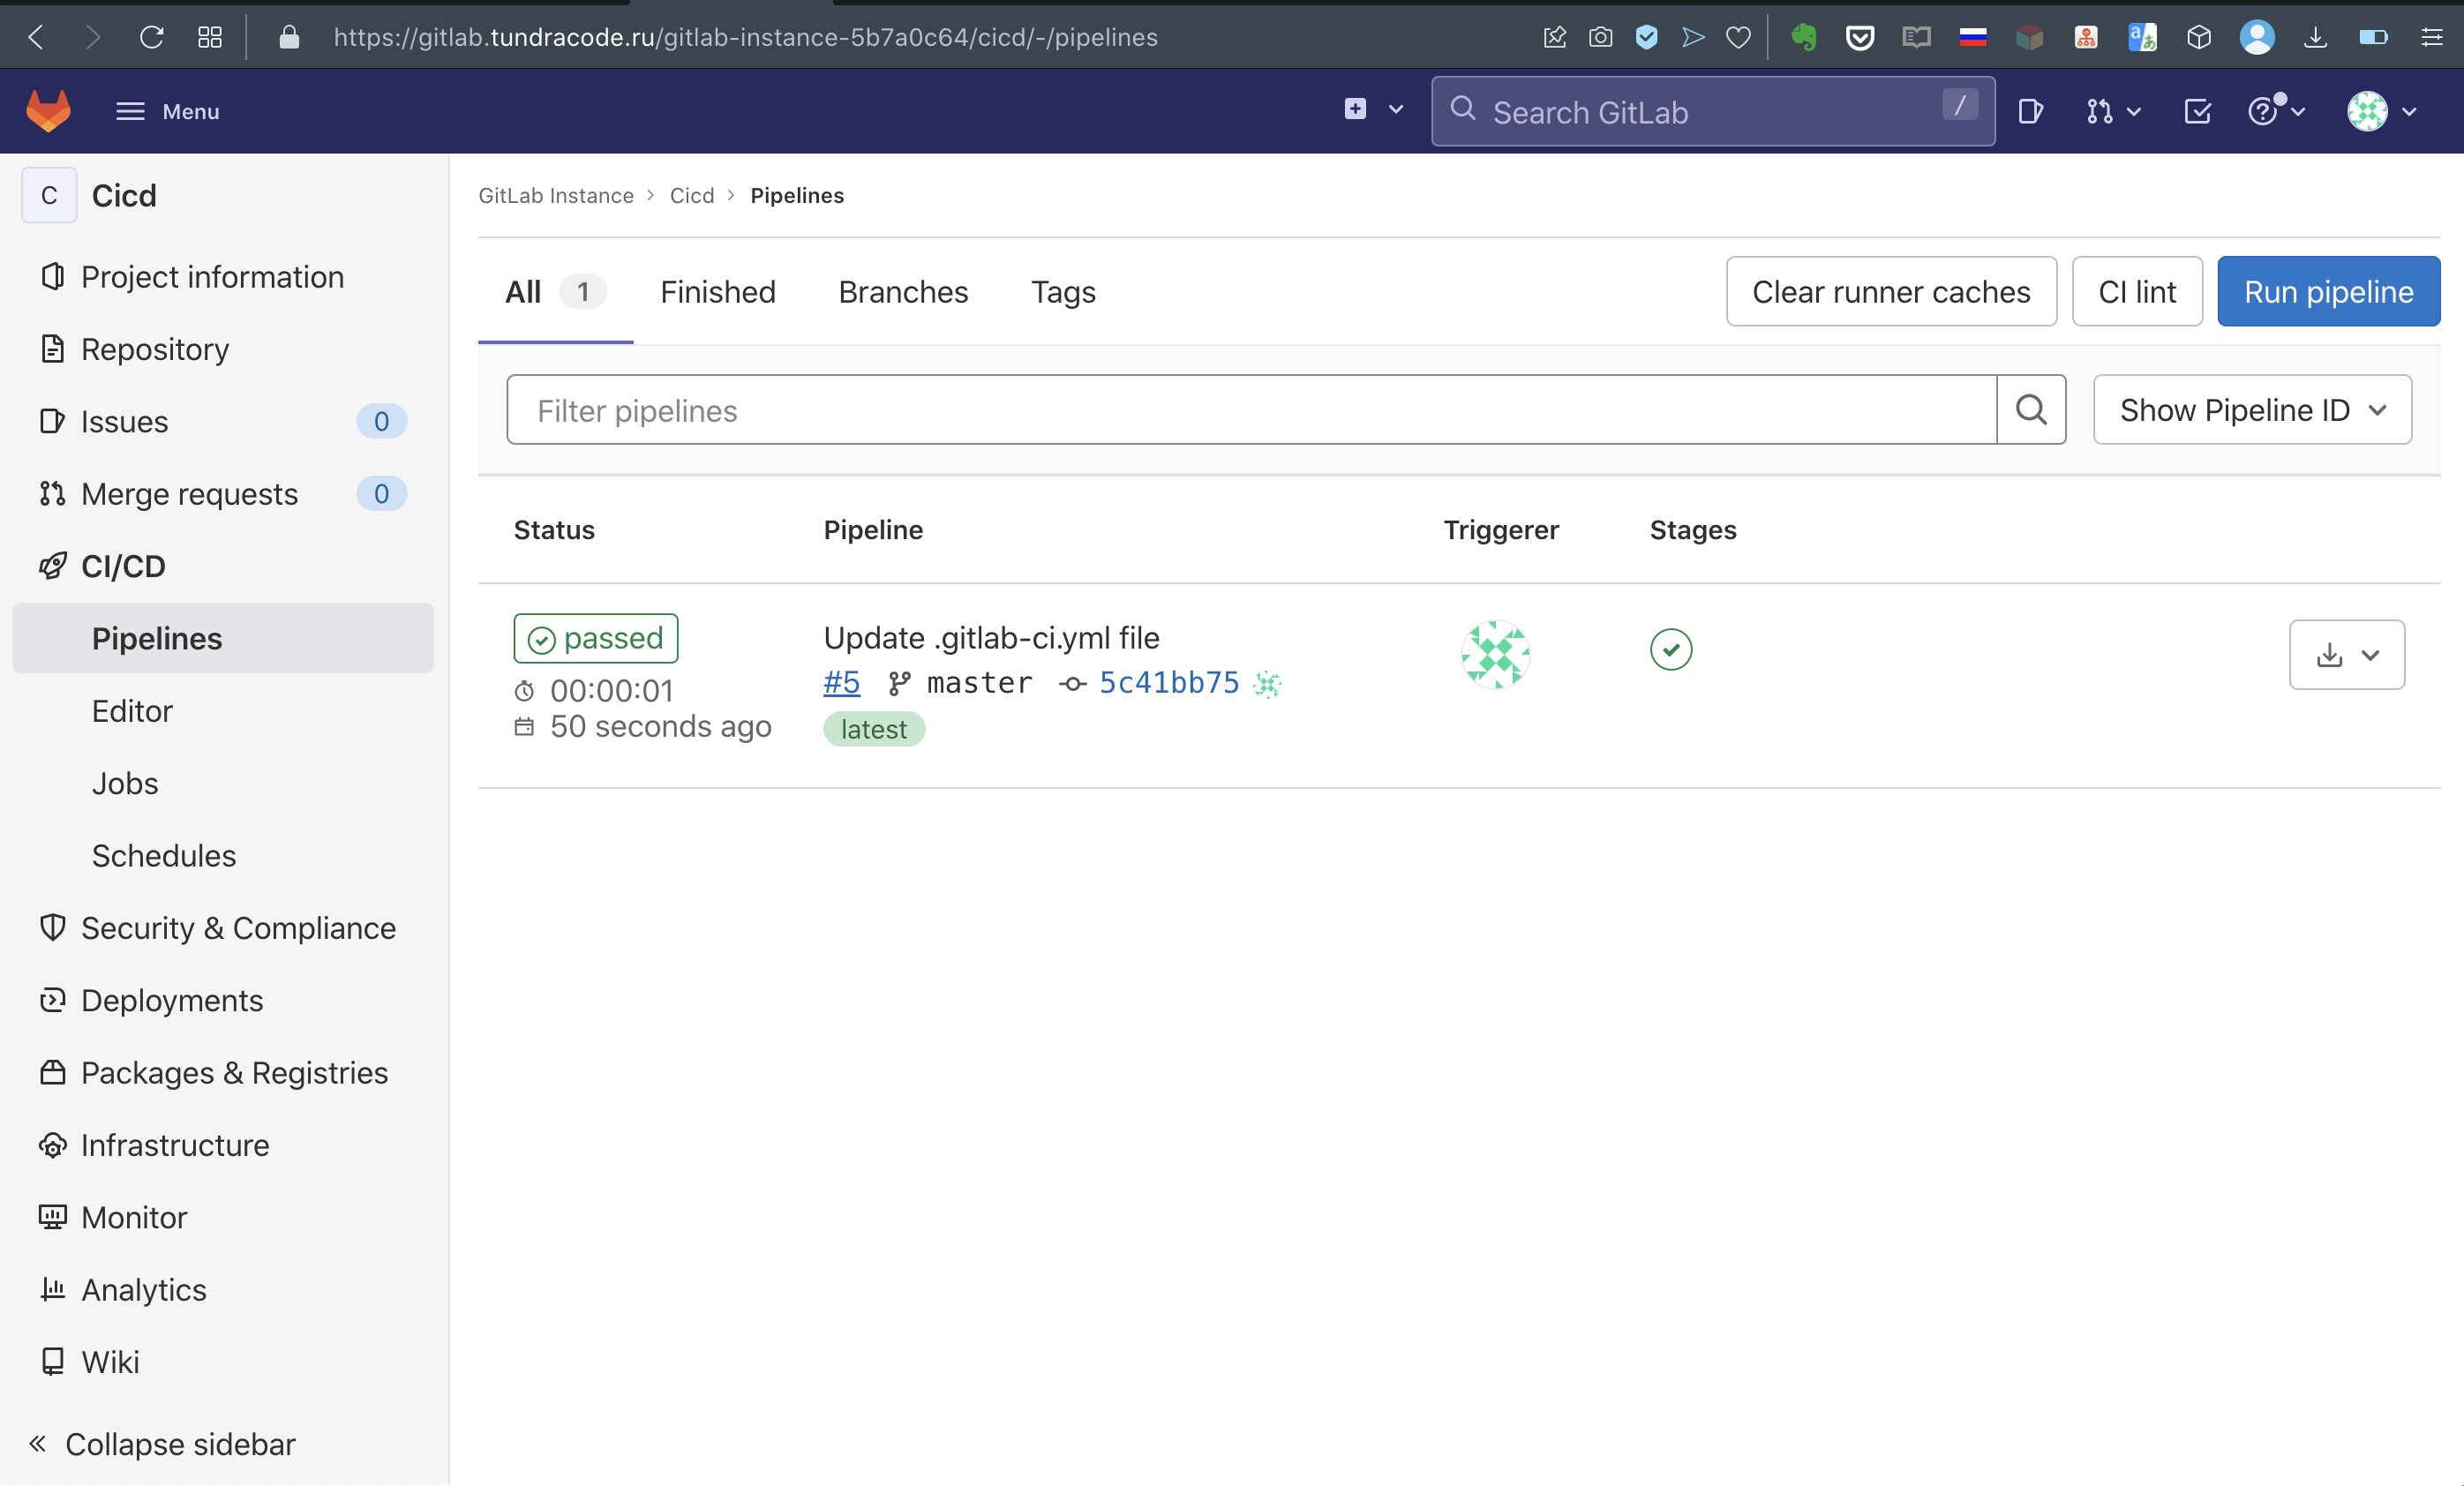 https://gitlab.tundracode.ru/gitlab-instance-5b7a0c64/cicd/-/pipelines
Menu
Search GitLab /
C Cicd
Project information
Repository
Issues 0
Merge requests 0
CI/CD
Pipelines
Editor
Jobs
Schedules
Security & Compliance
Deployments
Packages & Registries
Infrastructure
Monitor
Analytics
Wiki
Collapse sidebar
GitLab Instance > Cicd > Pipelines
All 1 Finished Branches Tags
Clear runner caches CI lint Run pipeline
Filter pipelines
Show Pipeline ID
Status Pipeline Triggerer Stages
passed
00:00:01
50 seconds ago
Update .gitlab-ci.yml file
#5 master 5c41bb75
latest